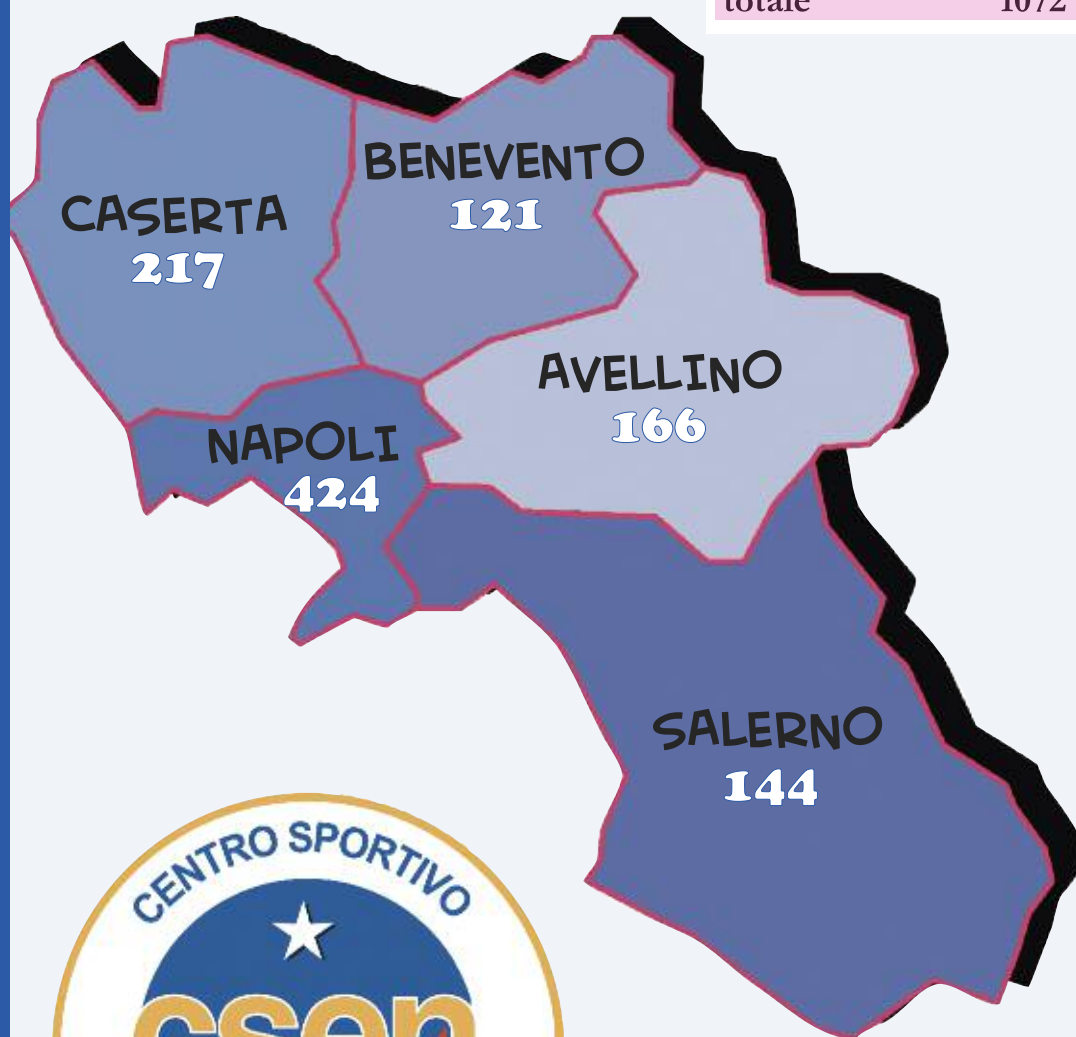 totale 1072
BENEVENTO
121
CASERTA
217
AVELLINO
166
NAPOLI
424
SALERNO
144
CENTRO SPORTIVO
csen